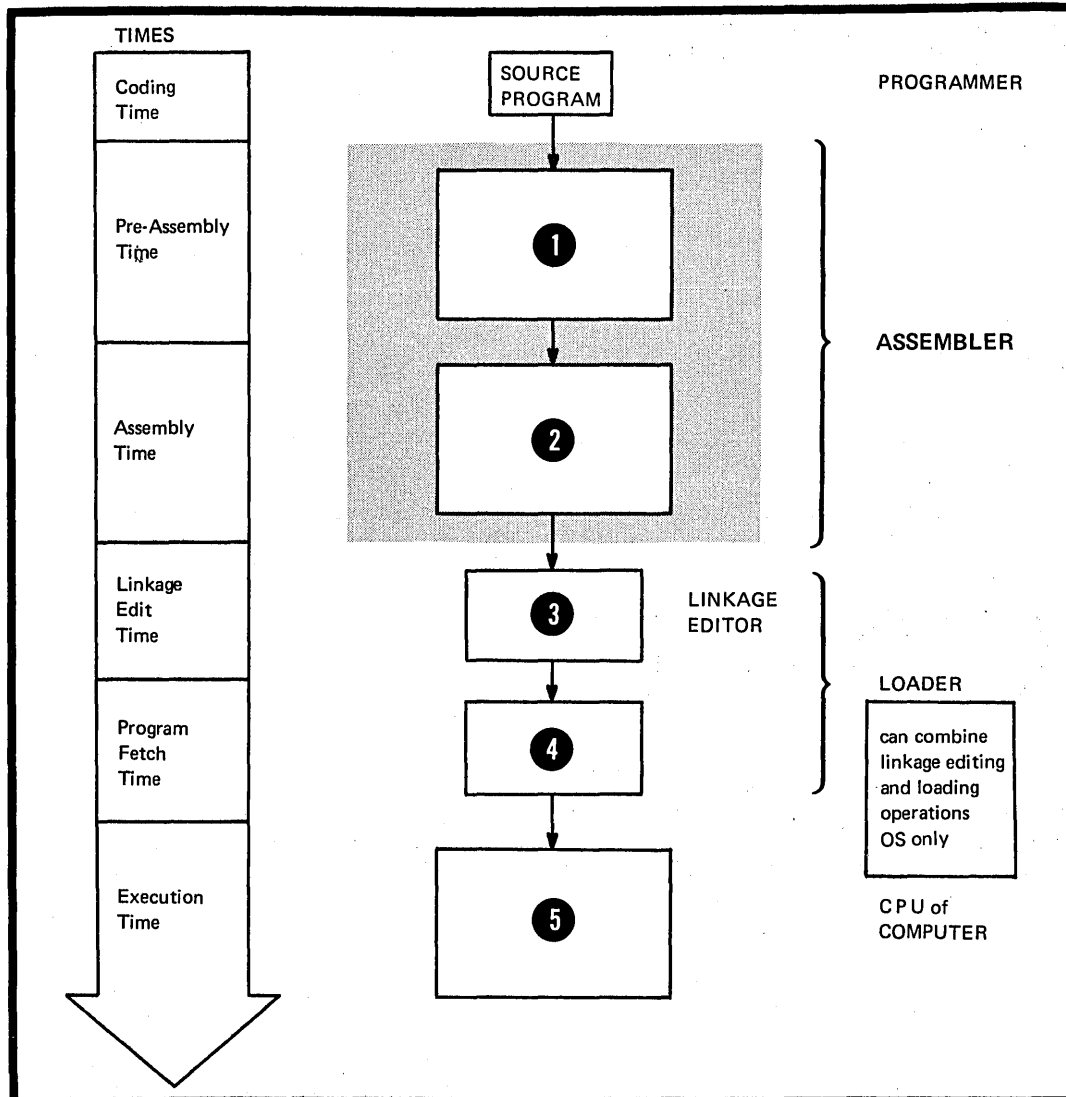 TIMES
Coding
Time
SOURCE
PROGRAM
PROGRAMMER
Pre-Assembly
Time
1
ASSEMBLER
Assembly
Time
2
Linkage
Edit
Time
3
LINKAGE
EDITOR
LOADER
can combine
linkage editing
and loading
operations
OS only
Program
Fetch
Time
4
Execution
Time
5
CPU of
COMPUTER